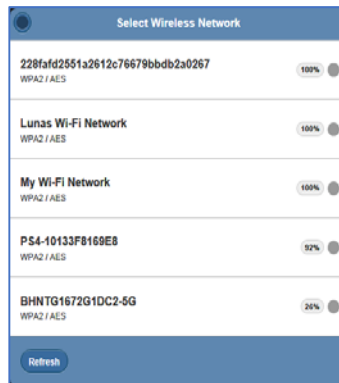 Select Wireless Network
228fafd2551a2612c76679bbdb2a0267
WPA2 / AES
100%
Lunas Wi-Fi Network
WPA2 / AES
100%
My Wi-Fi Network
WPA2 / AES
100%
PS4-10133F8169E8
WPA2 / AES
92%
BHNTG1672G1DC2-5G
WPA2 / AES
26%
Refresh